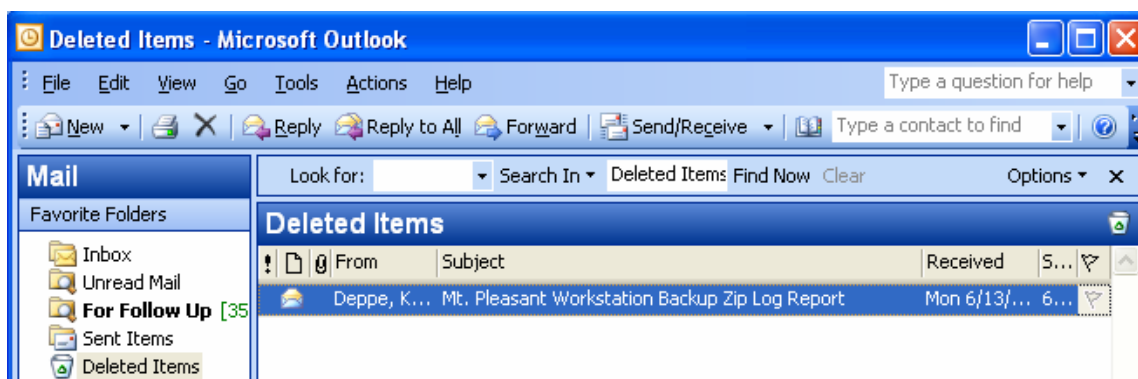 Deleted Items - Microsoft Outlook
File Edit View Go Tools Actions Help Type a question for help
New Reply Reply to All Forward Send/Receive Type a contact to find
Mail Look for: Search In Deleted Items Find Now Clear Options
Favorite Folders
Deleted Items
Inbox
! From Subject Received S...
Unread Mail
Deppe, K... Mt. Pleasant Workstation Backup Zip Log Report Mon 6/13/... 6...
For Follow Up [35
Sent Items
Deleted Items